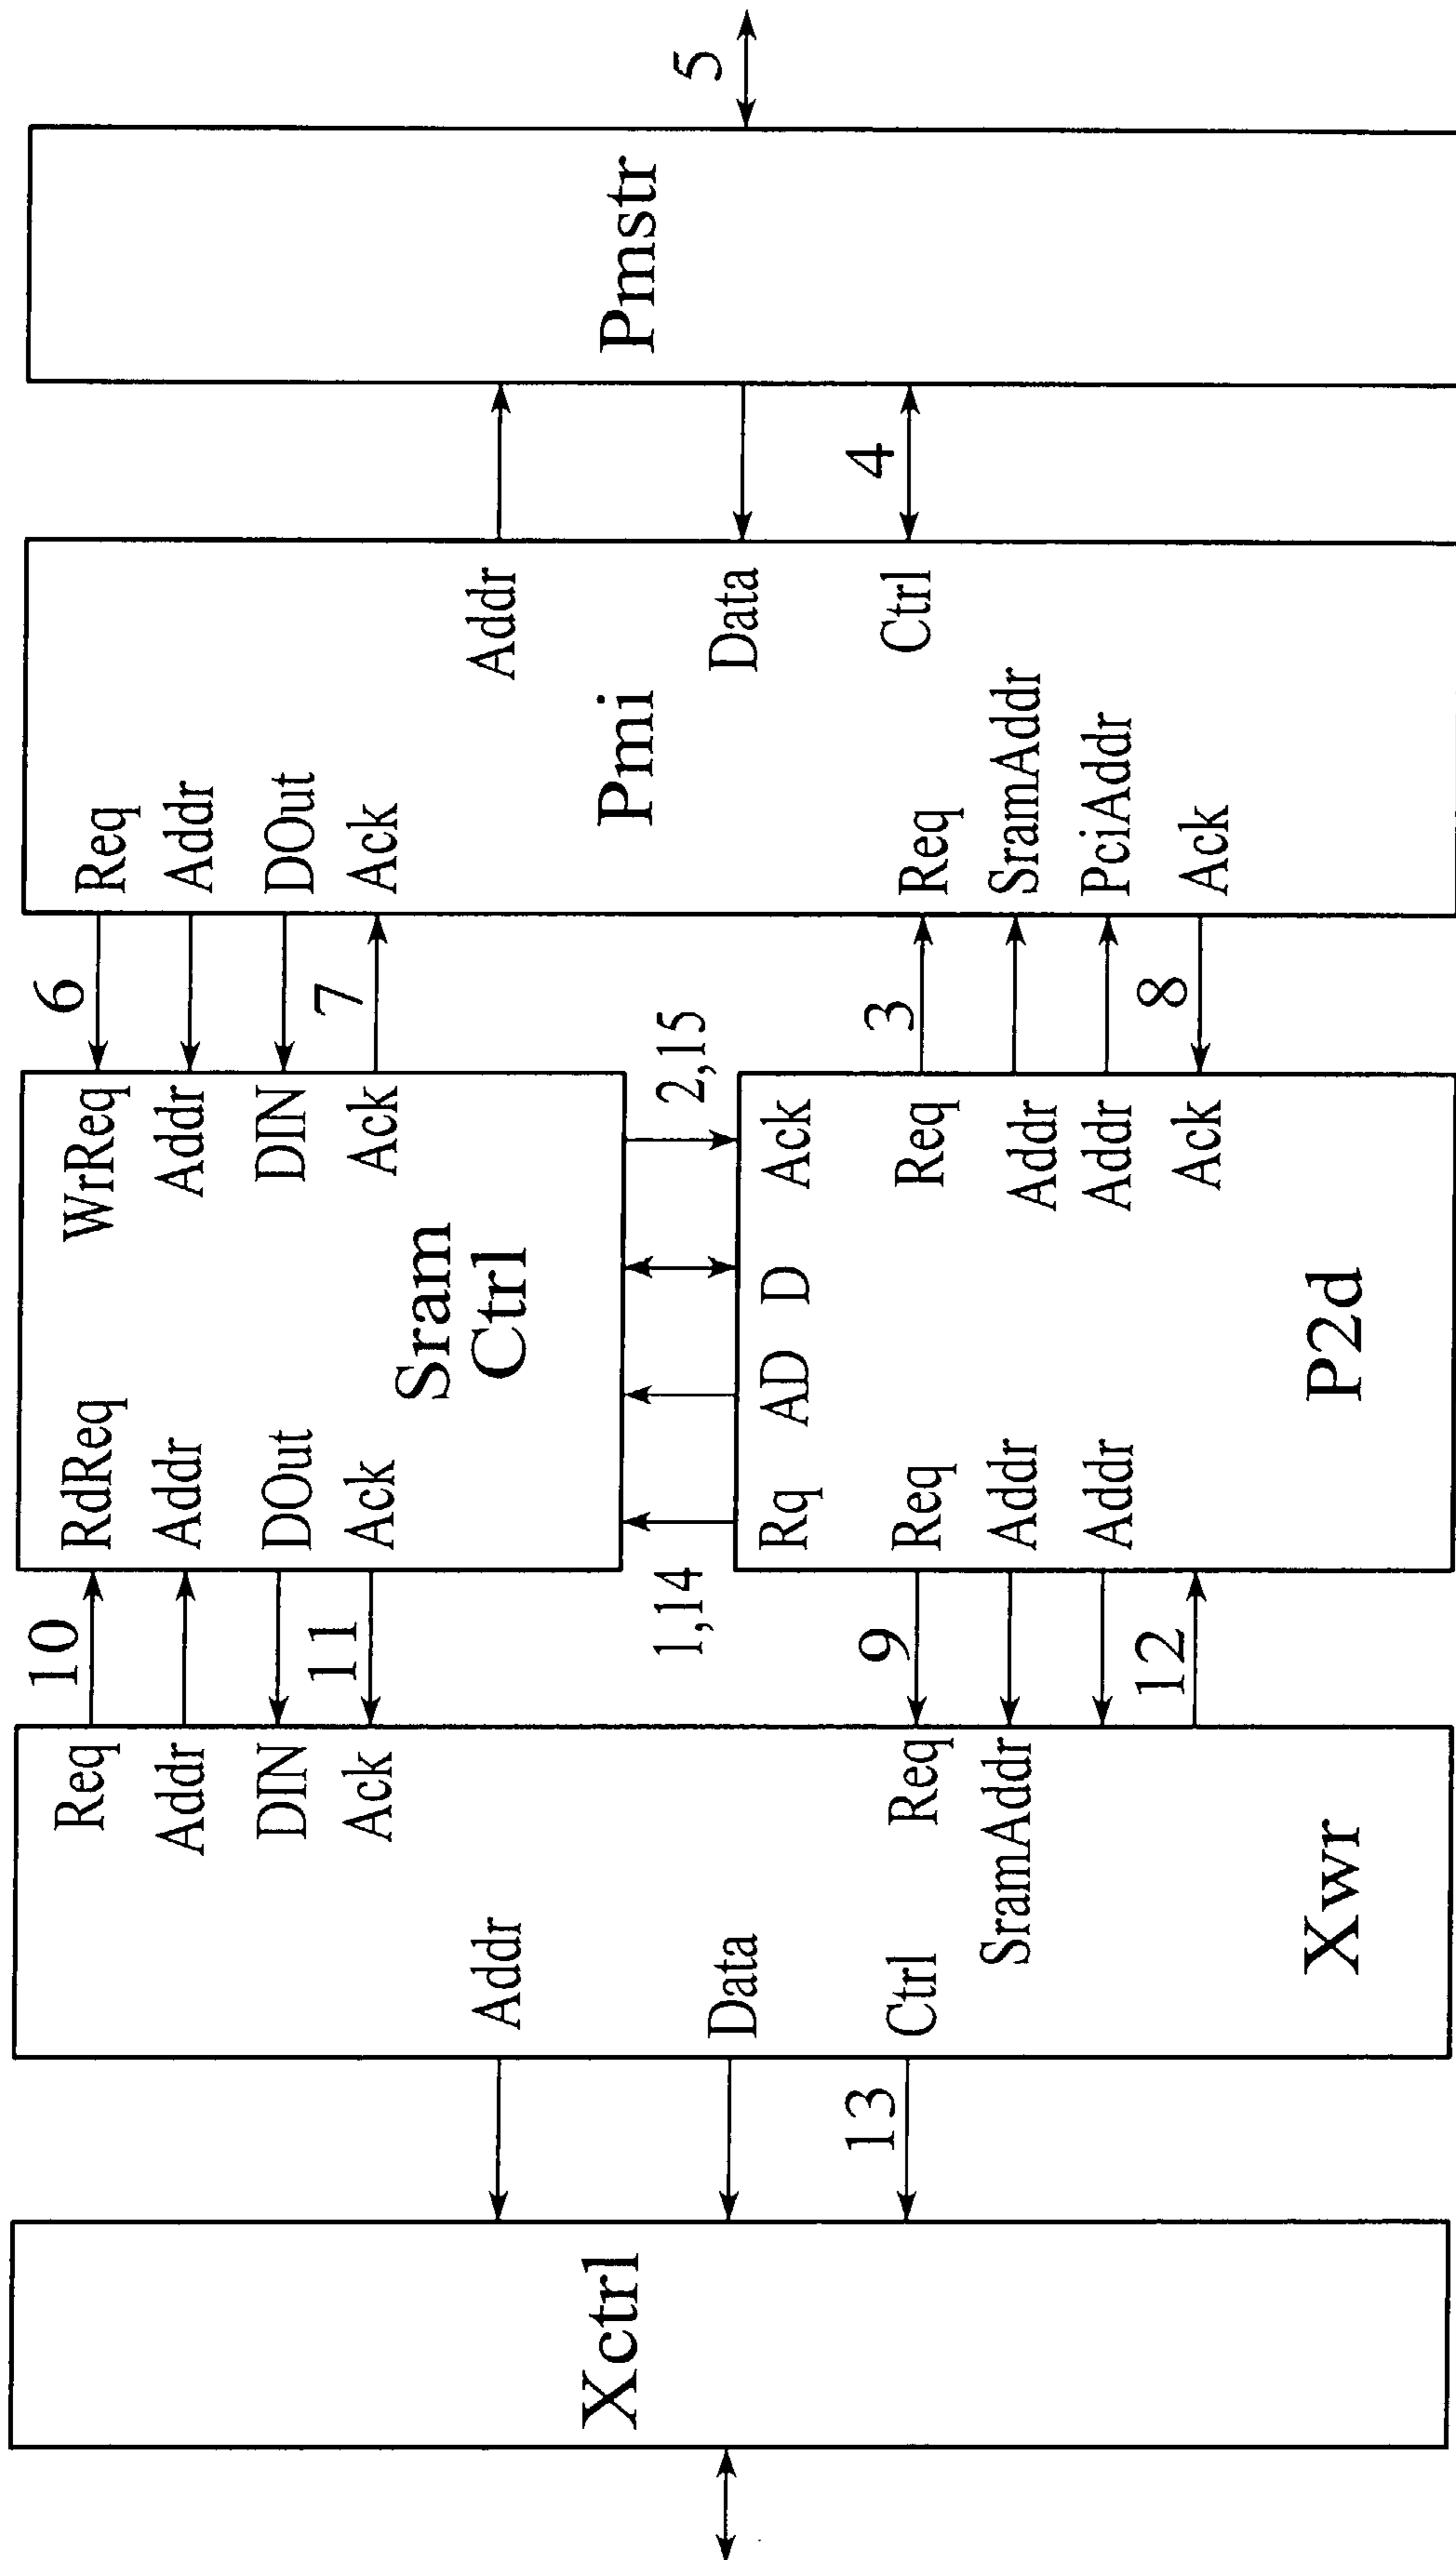 Xctrl
13
Req
Addr
DIN
Ack
Addr
Data
Ctrl
Req
SramAddr
Xwr
10
11
9
12
RdReq
Addr
DOut
Ack
WrReq
Addr
DIN
Ack
Sram
Ctrl
1,14
2,15
Rq AD D Ack
Req
Addr
Addr
Req
Addr
Addr
Ack
P2d
6
7
3
8
Req
Addr
DOut
Ack
Addr
Pmi
Data
Ctrl
Req
SramAddr
PciAddr
Ack
4
Pmstr
5